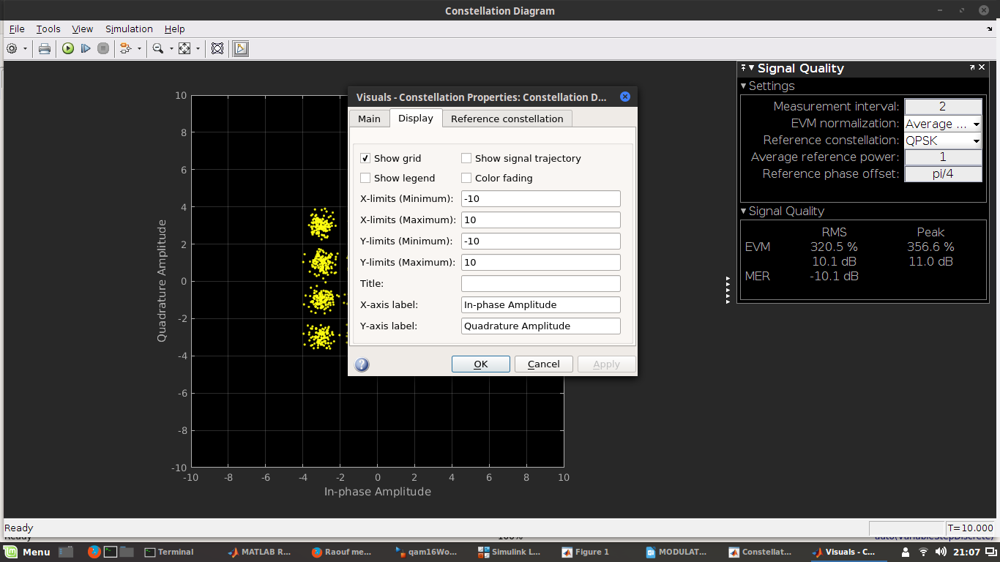 Constellation Diagram
File Tools View Simulation Help
Signal Quality
Settings
Measurement interval: 2
EVM normalization: Average ...
Reference constellation: QPSK
Average reference power: 1
Reference phase offset: pi/4
Signal Quality
RMS Peak
EVM 320.5 % 356.6 %
10.1 dB 11.0 dB
MER -10.1 dB
Visuals - Constellation Properties: Constellation D...
Main Display Reference constellation
Show grid Show signal trajectory
Show legend Color fading
X-limits (Minimum): -10
X-limits (Maximum): 10
Y-limits (Minimum): -10
Y-limits (Maximum): 10
Title:
X-axis label: In-phase Amplitude
Y-axis label: Quadrature Amplitude
OK Cancel Apply
10
8
6
4
2
0
-2
-4
-6
-8
-10
Quadrature Amplitude
-10 -8 -6 -4 -2 0 2 4 6 8 10
In-phase Amplitude
Ready T=10.000
Ready 100% auto(VariableStepDiscrete)
Menu Terminal MATLAB R... Raouf me... qam16Wo... Simulink L... Figure 1 MODULAT... Constellat... Visuals - C... 21:07